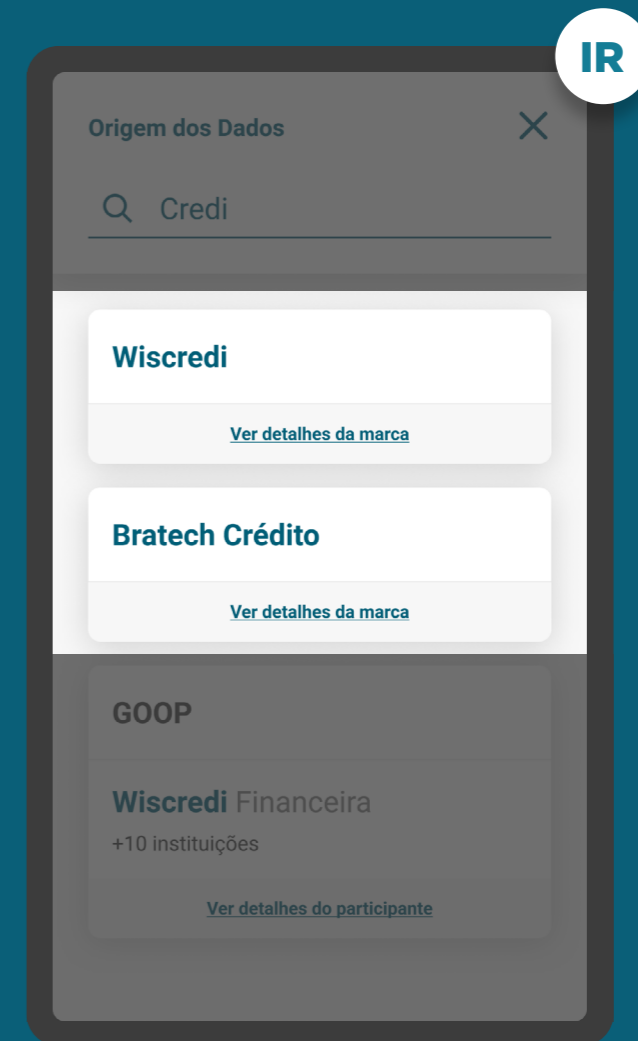 IR
Origem dos Dados
Credi
Wiscredi
Ver detalhes da marca
Bratech Crédito
Ver detalhes da marca
GOOP
Wiscredi Financeira
+10 instituições
Ver detalhes do participante